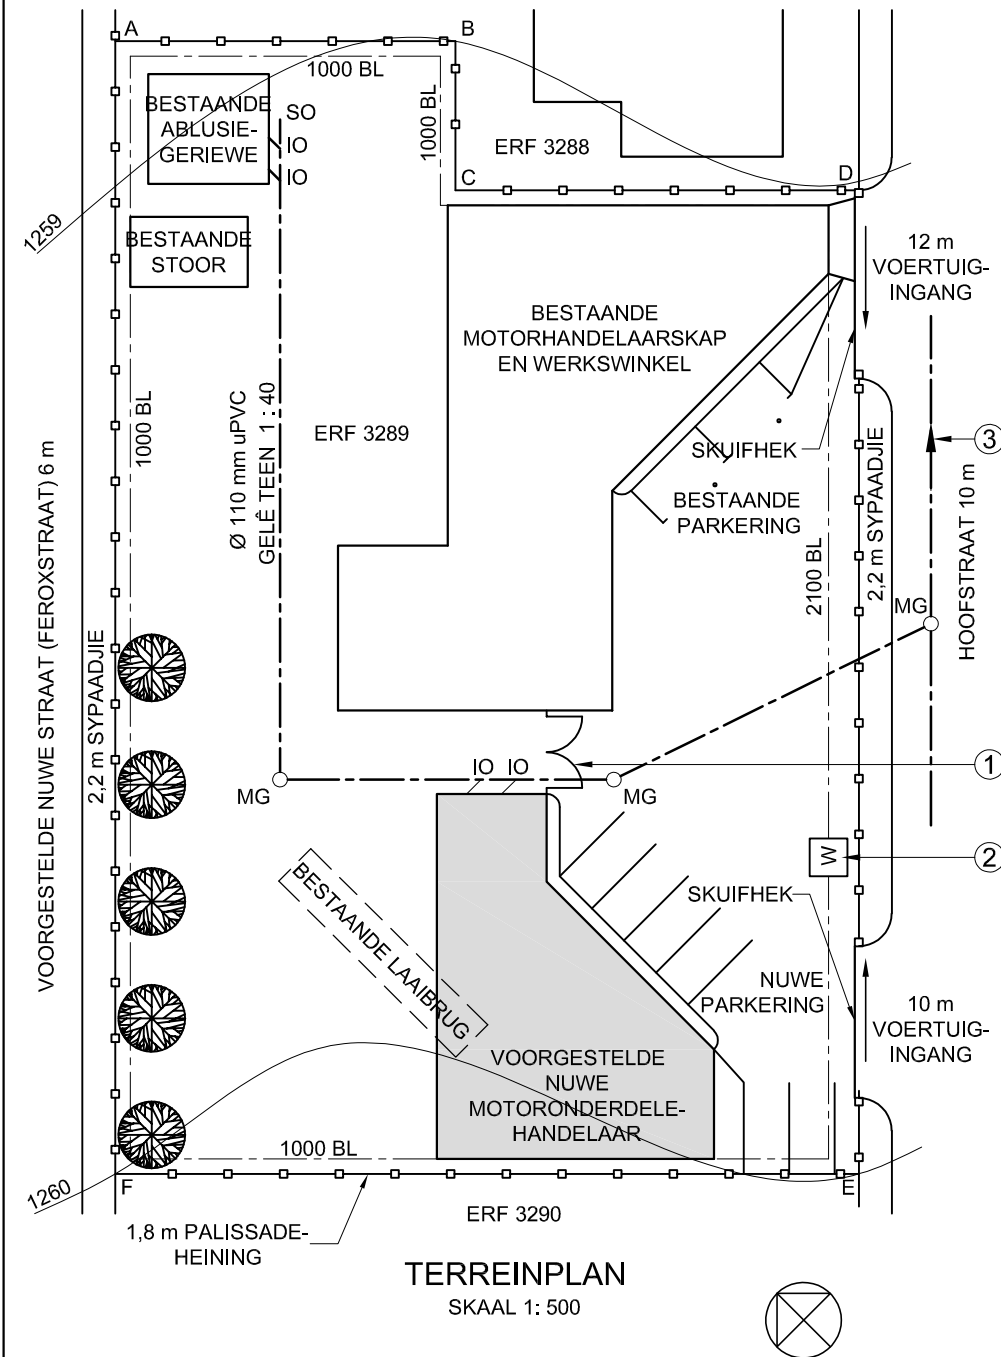 A
B
1000 BL
BESTAANDE
ABLUSIE-
GERIEWE
SO
IO
IO
1000 BL
ERF 3288
C
D
1259
BESTAANDE
STOOR
12 m
VOERTUIG-
INGANG
BESTAANDE
MOTORHANDELAARSKAP
EN WERKSWINKEL
1000 BL
Ø 110 mm uPVC
GELÊ TEEN 1 : 40
ERF 3289
SKUIFHEK
3
BESTAANDE
PARKERING
VOORGESTELDE NUWE STRAAT (FEROXSTRAAT) 6 m
2,2 m SYPAADJIE
2100 BL
2,2 m SYPAADJIE
MG
HOOFSTRAAT 10 m
IO
IO
1
MG
MG
W
2
BESTAANDE LAAIBRUG
SKUIFHEK
NUWE
PARKERING
10 m
VOERTUIG-
INGANG
VOORGESTELDE
NUWE
MOTORONDERDELE-
HANDELAAR
1000 BL
1260
F
E
1,8 m PALISSADE-
HEINING
ERF 3290
TERREINPLAN
SKAAL 1: 500